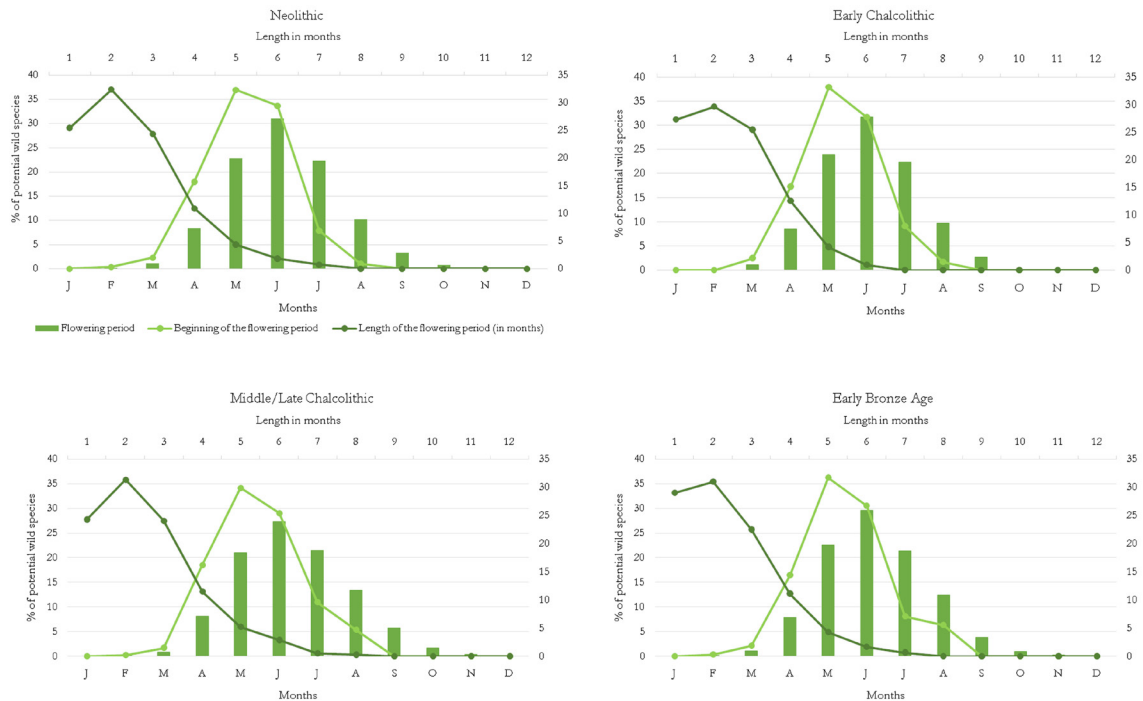 Neolithic
Length in months
1 2 3 4 5 6 7 8 9 10 11 12
40 35
35 30
30 25
25 20
20 15
15 10
10 5
5 0
0
% of potential wild species
J F M A M J J A S O N D
Months
Flowering period Beginning of the flowering period Length of the flowering period (in months)
Early Chalcolithic
Length in months
1 2 3 4 5 6 7 8 9 10 11 12
40 35
35 30
30 25
25 20
20 15
15 10
10 5
5 0
0
% of potential wild species
J F M A M J J A S O N D
Months
Middle/Late Chalcolithic
Length in months
1 2 3 4 5 6 7 8 9 10 11 12
40 35
35 30
30 25
25 20
20 15
15 10
10 5
5 0
0
% of potential wild species
J F M A M J J A S O N D
Months
Early Bronze Age
Length in months
1 2 3 4 5 6 7 8 9 10 11 12
40 35
35 30
30 25
25 20
20 15
15 10
10 5
5 0
0
% of potential wild species
J F M A M J J A S O N D
Months